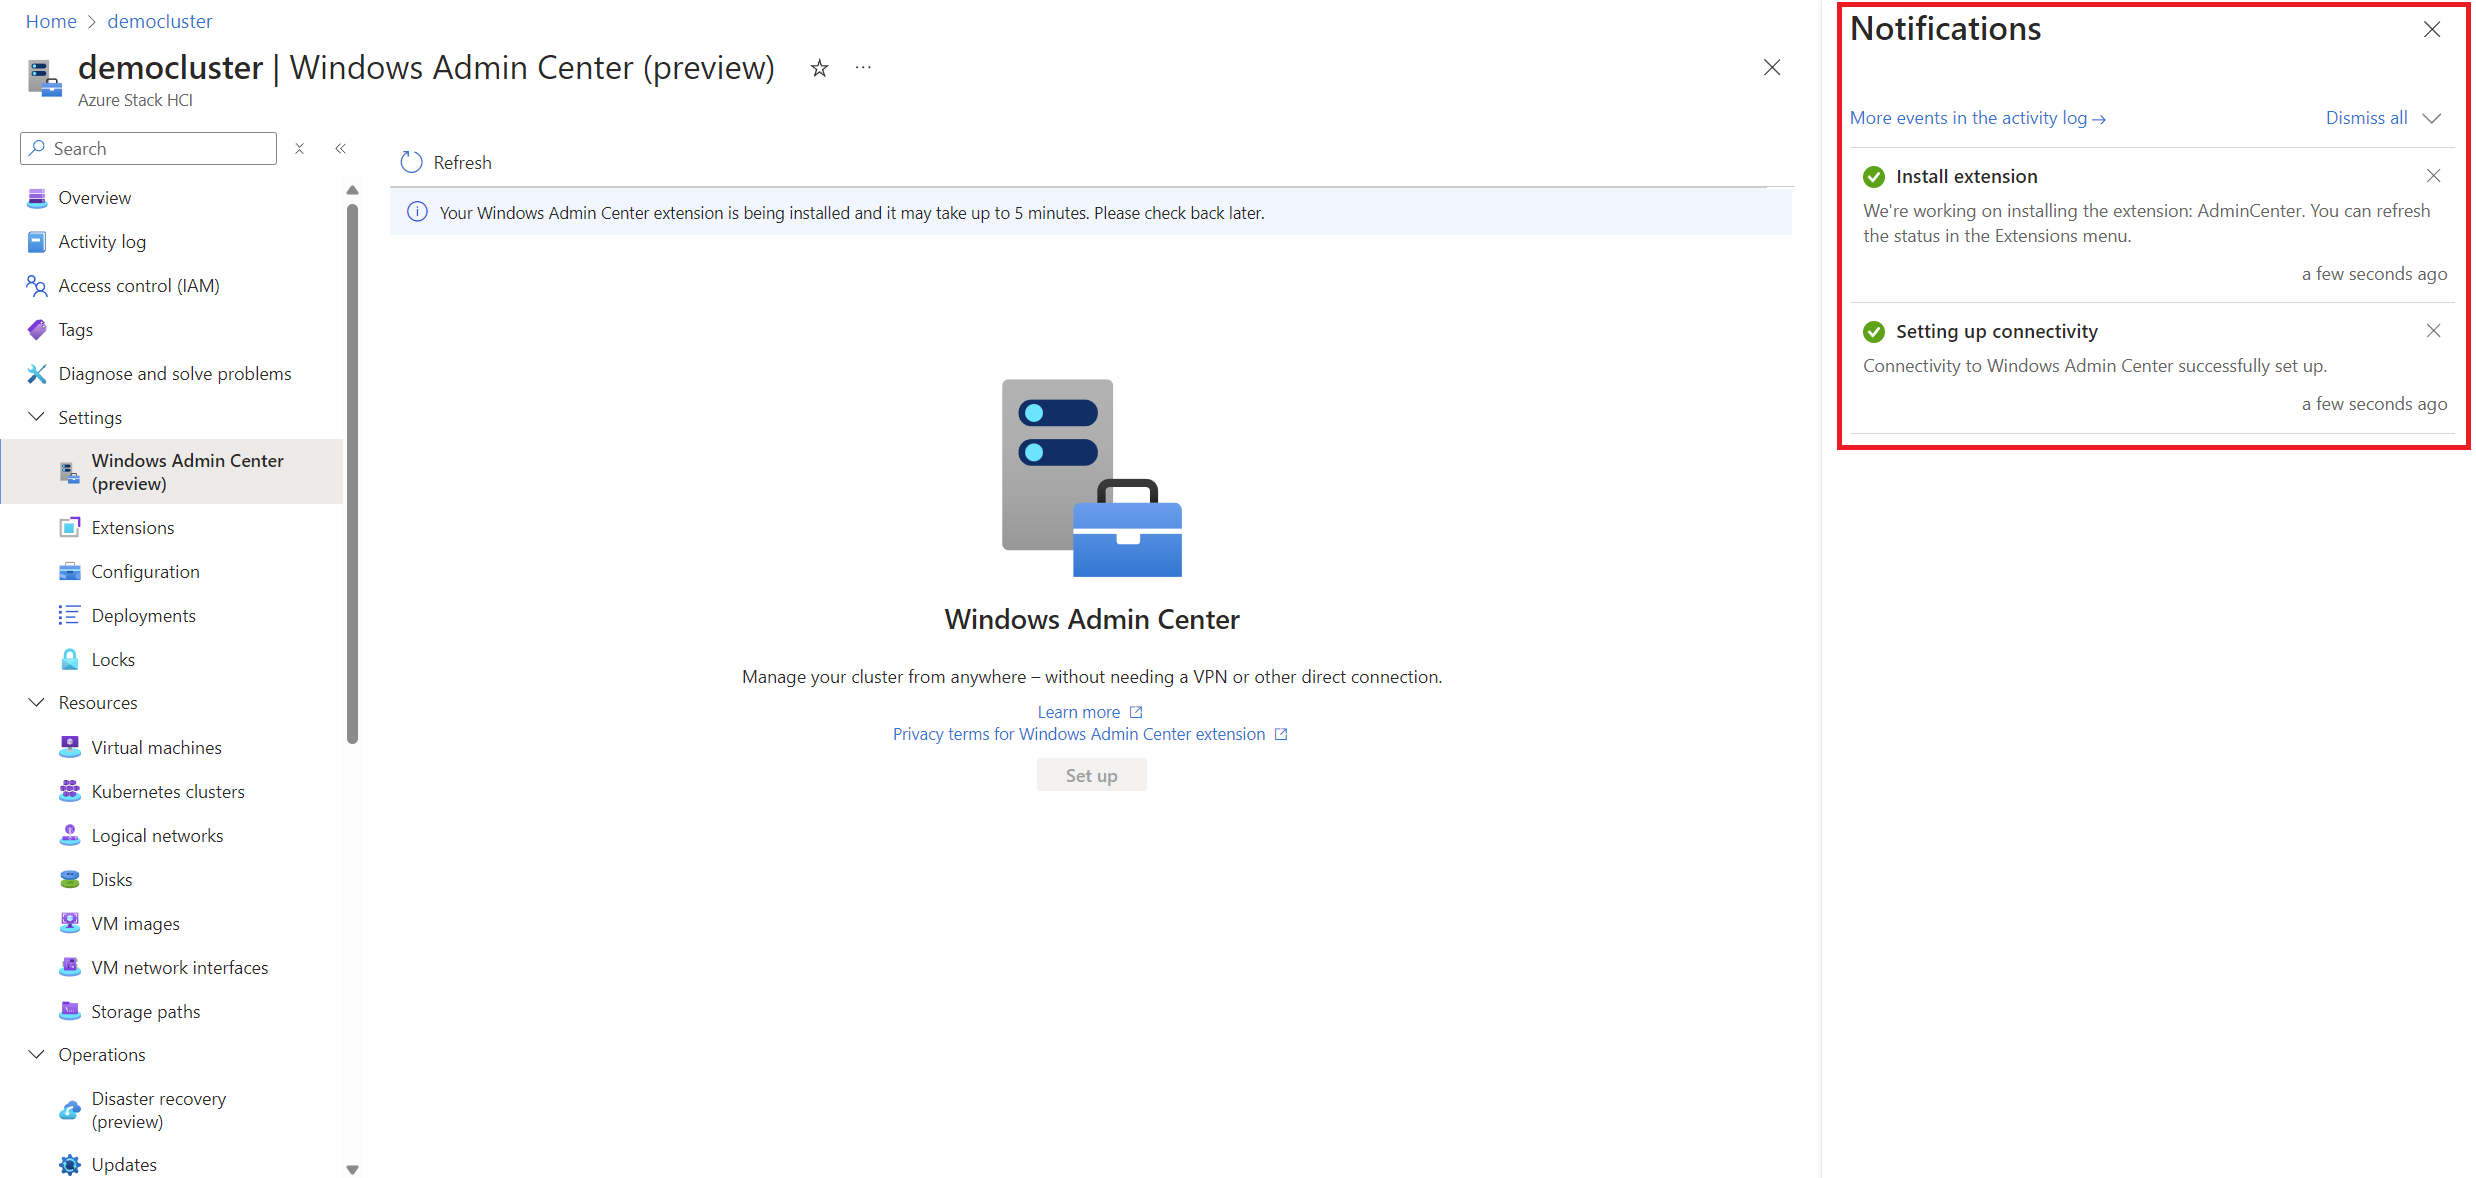 Home > democluster
democluster | Windows Admin Center (preview)
Azure Stack HCI
Search
Overview
Activity log
Access control (IAM)
Tags
Diagnose and solve problems
Settings
Windows Admin Center
(preview)
Extensions
Configuration
Deployments
Locks
Resources
Virtual machines
Kubernetes clusters
Logical networks
Disks
VM images
VM network interfaces
Storage paths
Operations
Disaster recovery
(preview)
Updates
Refresh
Your Windows Admin Center extension is being installed and it may take up to 5 minutes. Please check back later.
Windows Admin Center
Manage your cluster from anywhere – without needing a VPN or other direct connection.
Learn more
Privacy terms for Windows Admin Center extension
Set up
Notifications
More events in the activity log → Dismiss all
Install extension
We're working on installing the extension: AdminCenter. You can refresh
the status in the Extensions menu.
a few seconds ago
Setting up connectivity
Connectivity to Windows Admin Center successfully set up.
a few seconds ago